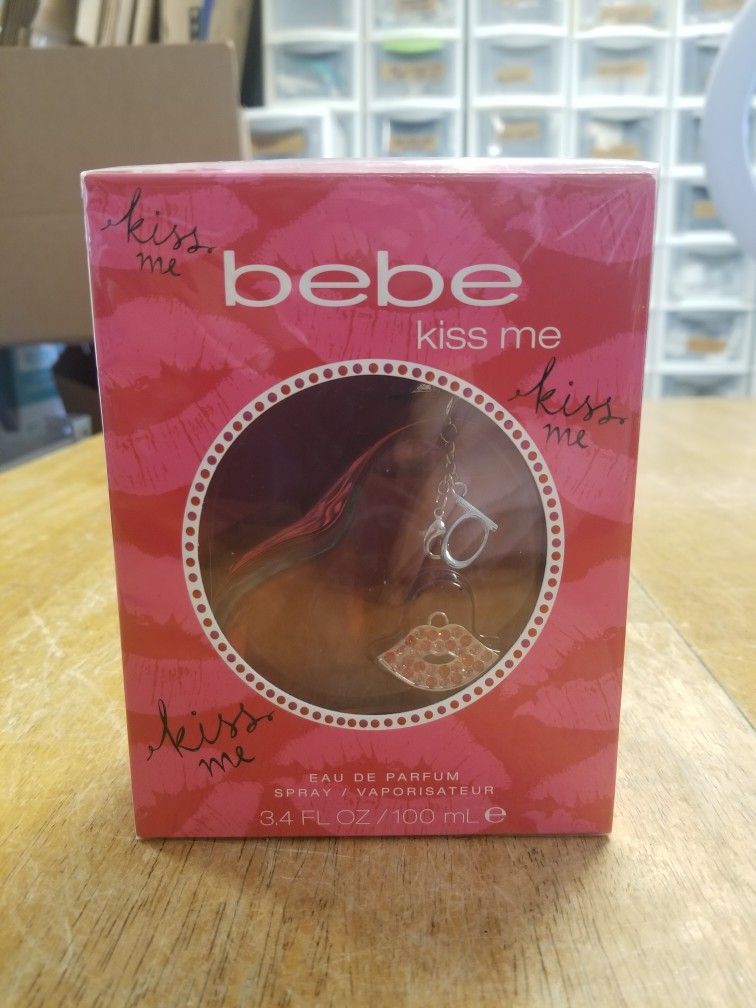 kiss
me
bebe
kiss me
kiss
me
kiss
me
EAU DE PARFUM
SPRAY / VAPORISATEUR
3.4 FL OZ / 100 mL ℮